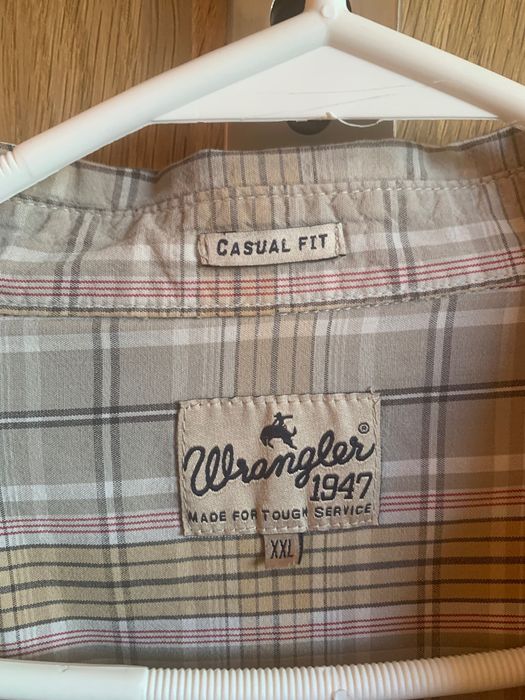 CASUAL FIT
Wrangler®
1947
MADE FOR TOUGH SERVICE
XXL